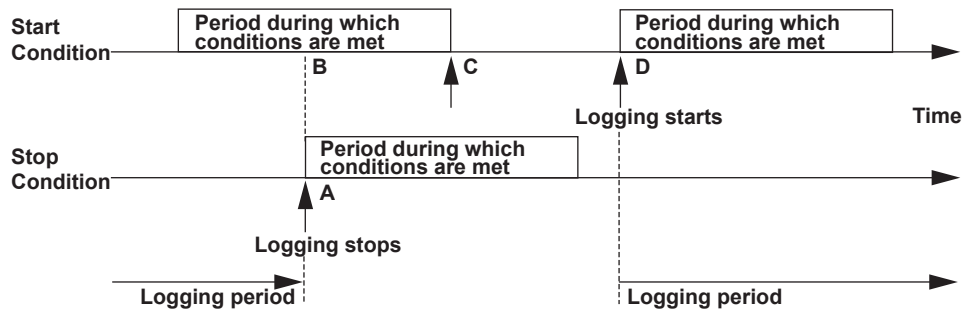 Start
Condition
Period during which
conditions are met
Period during which
conditions are met
B
C
D
Logging starts
Time
Stop
Condition
Period during which
conditions are met
A
Logging stops
Logging period
Logging period